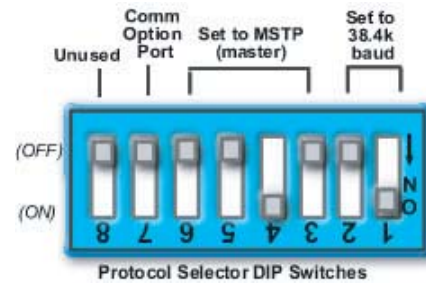 Comm
Option
Port
Unused
Set to MSTP
(master)
Set to
38.4k
baud
(OFF)
(ON)
8 7 6 5 4 3 2 1
ON
Protocol Selector DIP Switches